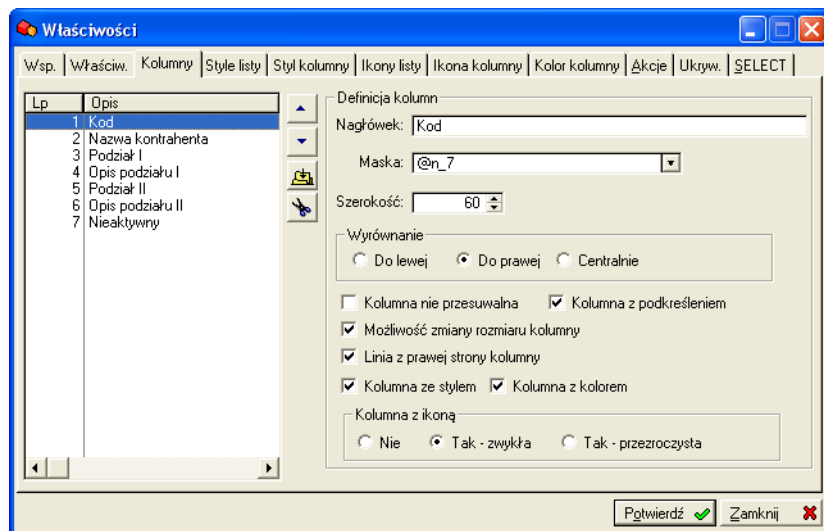 Właściwości
Wsp. Właściw. Kolumny Style listy Styl kolumny Ikony listy Ikona kolumny Kolor kolumny Akcje Ukryw. SELECT
Lp Opis
1 Kod
2 Nazwa kontrahenta
3 Podział I
4 Opis podziału I
5 Podział II
6 Opis podziału II
7 Nieaktywny
Definicja kolumn
Nagłówek: Kod
Maska: @n_7
Szerokość: 60
Wyrównanie
Do lewej Do prawej Centralnie
Kolumna nie przesuwalna Kolumna z podkreśleniem
Możliwość zmiany rozmiaru kolumny
Linia z prawej strony kolumny
Kolumna ze stylem Kolumna z kolorem
Kolumna z ikoną
Nie Tak - zwykła Tak - przezroczysta
Potwierdź Zamknij